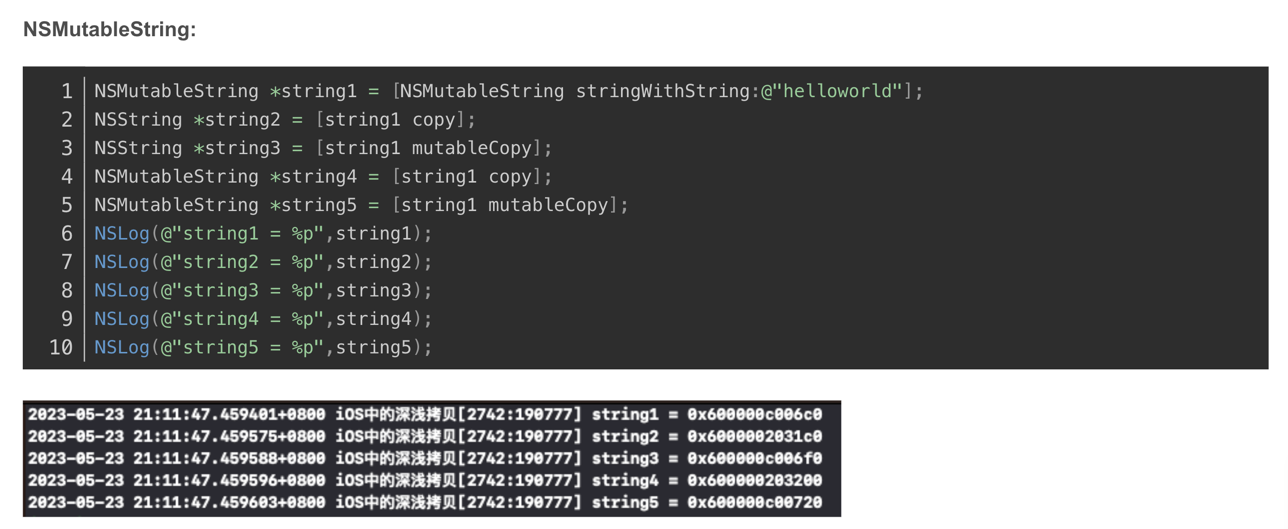 NSMutableString:
1 NSMutableString *string1 = [NSMutableString stringWithString:@"helloworld"];
2 NSString *string2 = [string1 copy];
3 NSString *string3 = [string1 mutableCopy];
4 NSMutableString *string4 = [string1 copy];
5 NSMutableString *string5 = [string1 mutableCopy];
6 NSLog(@"string1 = %p",string1);
7 NSLog(@"string2 = %p",string2);
8 NSLog(@"string3 = %p",string3);
9 NSLog(@"string4 = %p",string4);
10 NSLog(@"string5 = %p",string5);
2023-05-23 21:11:47.459401+0800 iOS中的深浅拷贝[2742:190777] string1 = 0x600000c006c0
2023-05-23 21:11:47.459575+0800 iOS中的深浅拷贝[2742:190777] string2 = 0x6000002031c0
2023-05-23 21:11:47.459588+0800 iOS中的深浅拷贝[2742:190777] string3 = 0x600000c006f0
2023-05-23 21:11:47.459596+0800 iOS中的深浅拷贝[2742:190777] string4 = 0x600000203200
2023-05-23 21:11:47.459603+0800 iOS中的深浅拷贝[2742:190777] string5 = 0x600000c00720